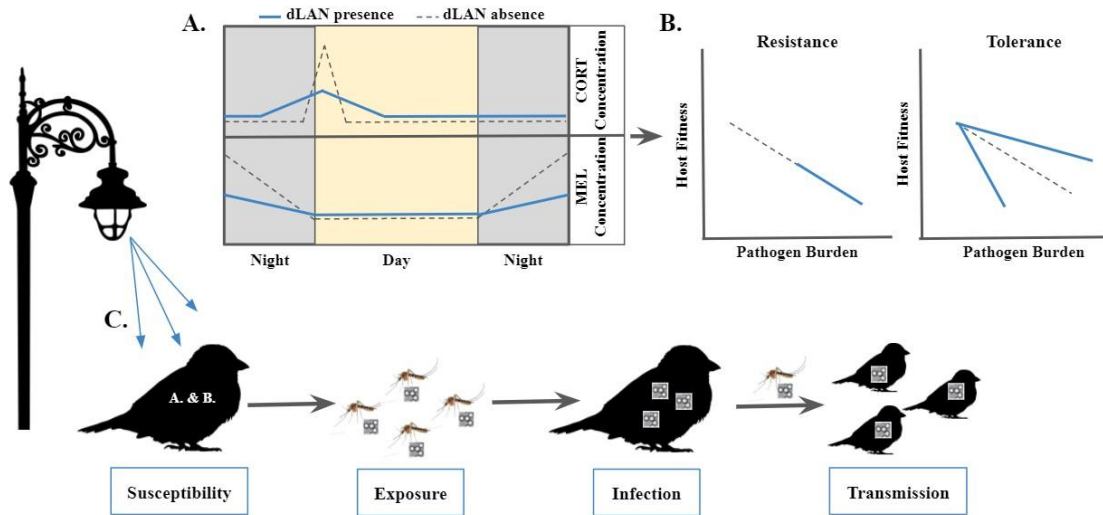 A.
dLAN presence
dLAN absence
CORT
Concentration
MEL
Concentration
Night
Day
Night
B.
Resistance
Host Fitness
Pathogen Burden
Tolerance
Host Fitness
Pathogen Burden
C.
A. & B.
Susceptibility
Exposure
Infection
Transmission